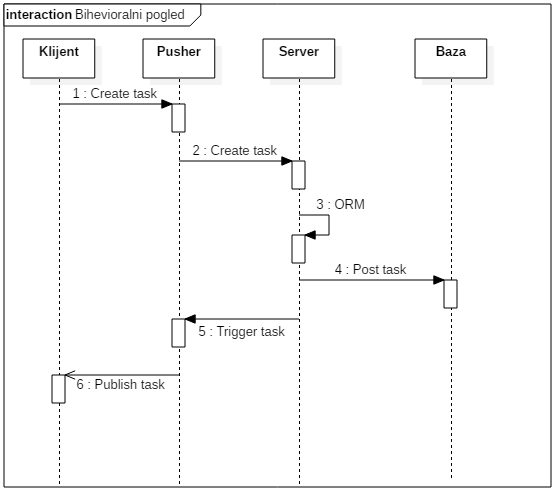 interaction Bihevioralni pogled
Klijent
Pusher
Server
Baza
1 : Create task
2 : Create task
3 : ORM
4 : Post task
5 : Trigger task
6 : Publish task